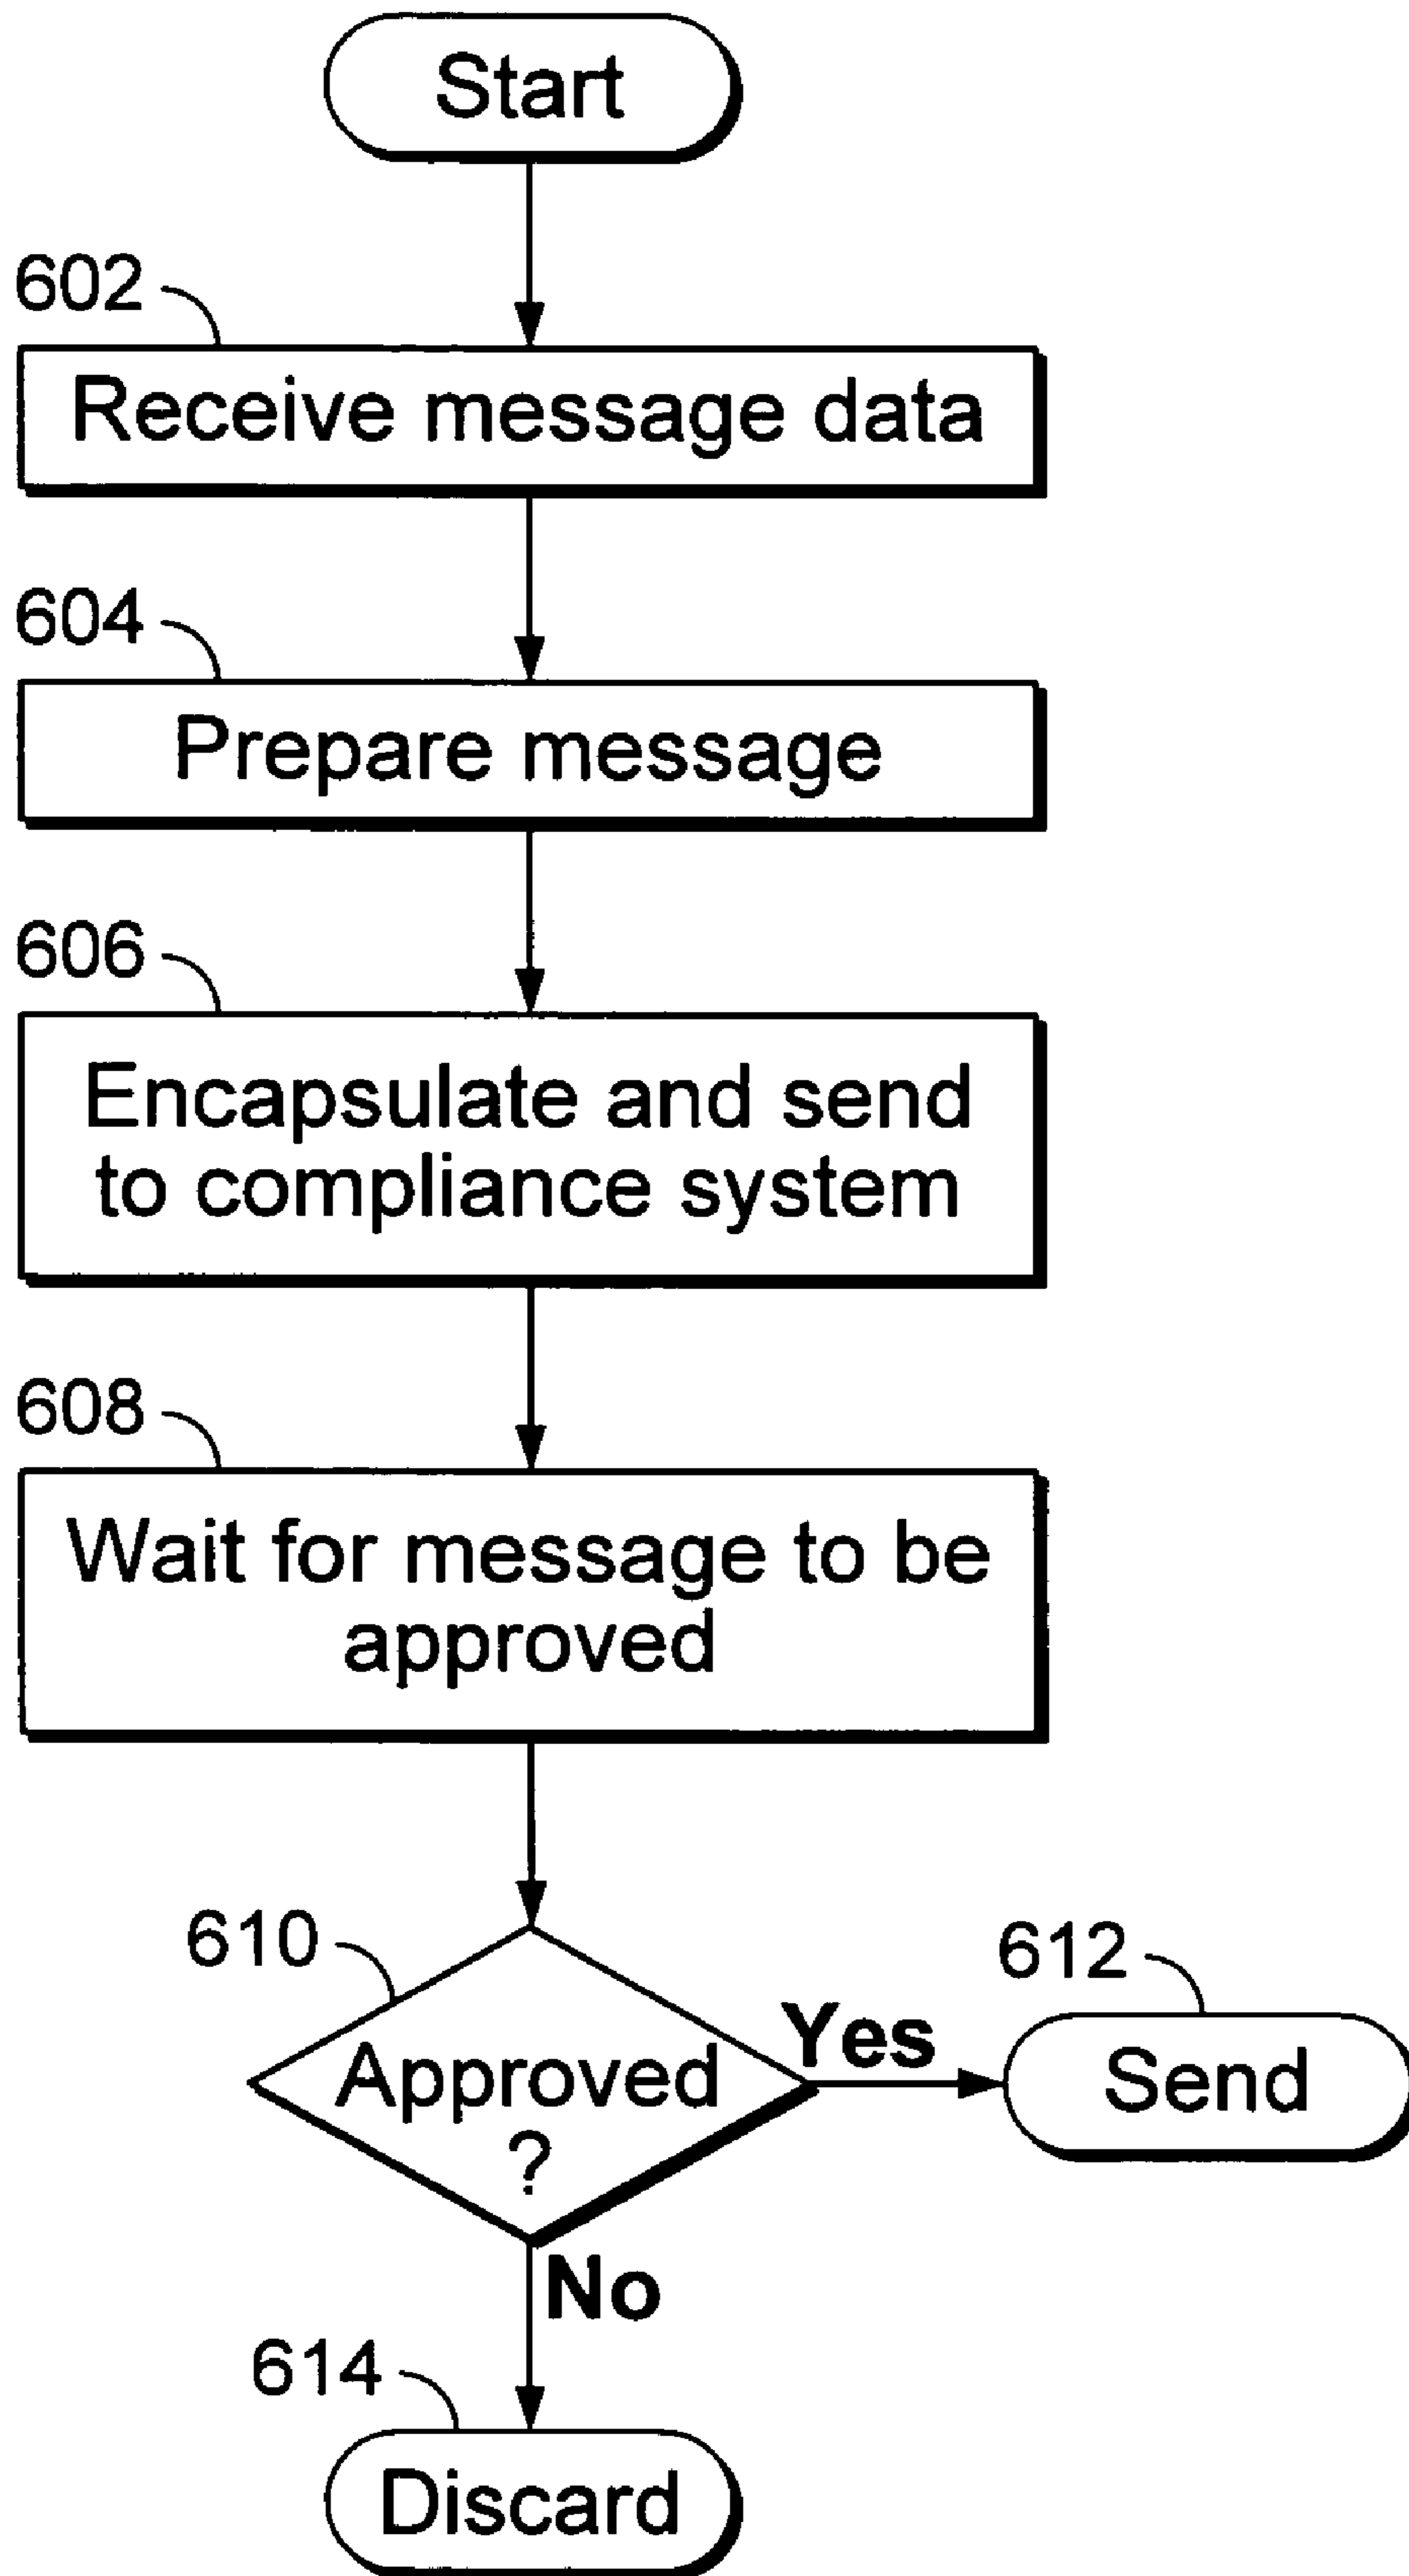 Start
602
Receive message data
604
Prepare message
606
Encapsulate and send
to compliance system
608
Wait for message to be
approved
610
Approved
?
Yes
612
Send
No
614
Discard